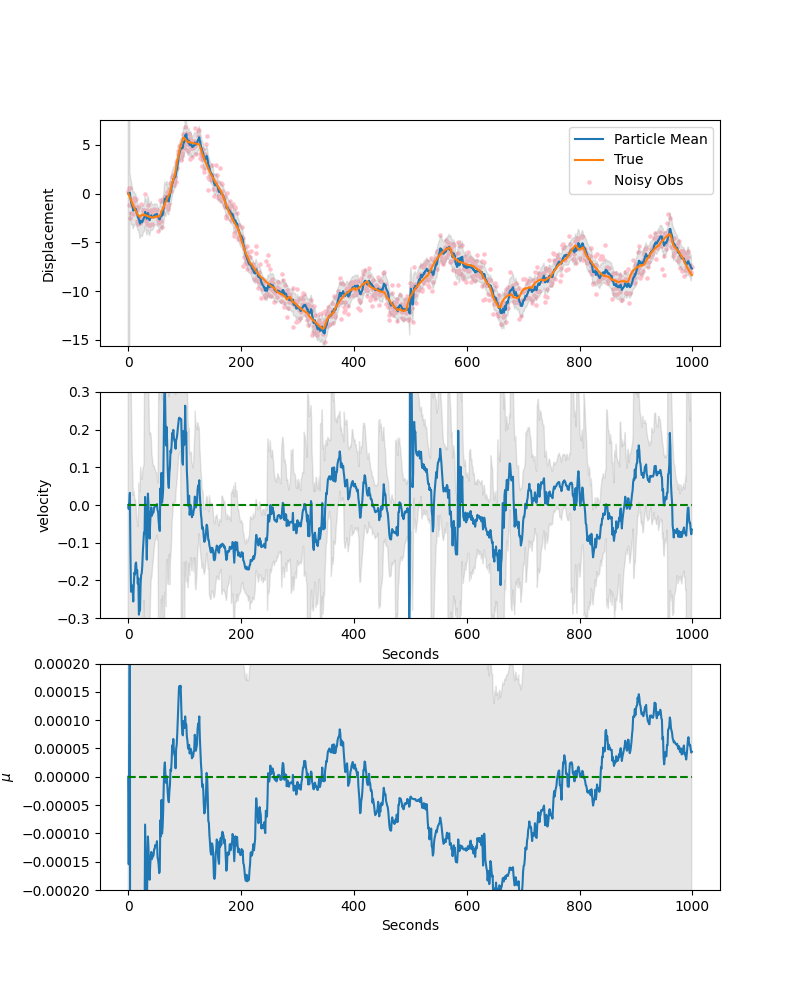 5
0
−5
−10
−15
Displacement
Particle Mean
True
Noisy Obs
0 200 400 600 800 1000
0.3
0.2
0.1
0.0
−0.1
−0.2
−0.3
velocity
0 200 400 600 800 1000
Seconds
0.00020
0.00015
0.00010
0.00005
0.00000
−0.00005
−0.00010
−0.00015
−0.00020
μ
0 200 400 600 800 1000
Seconds